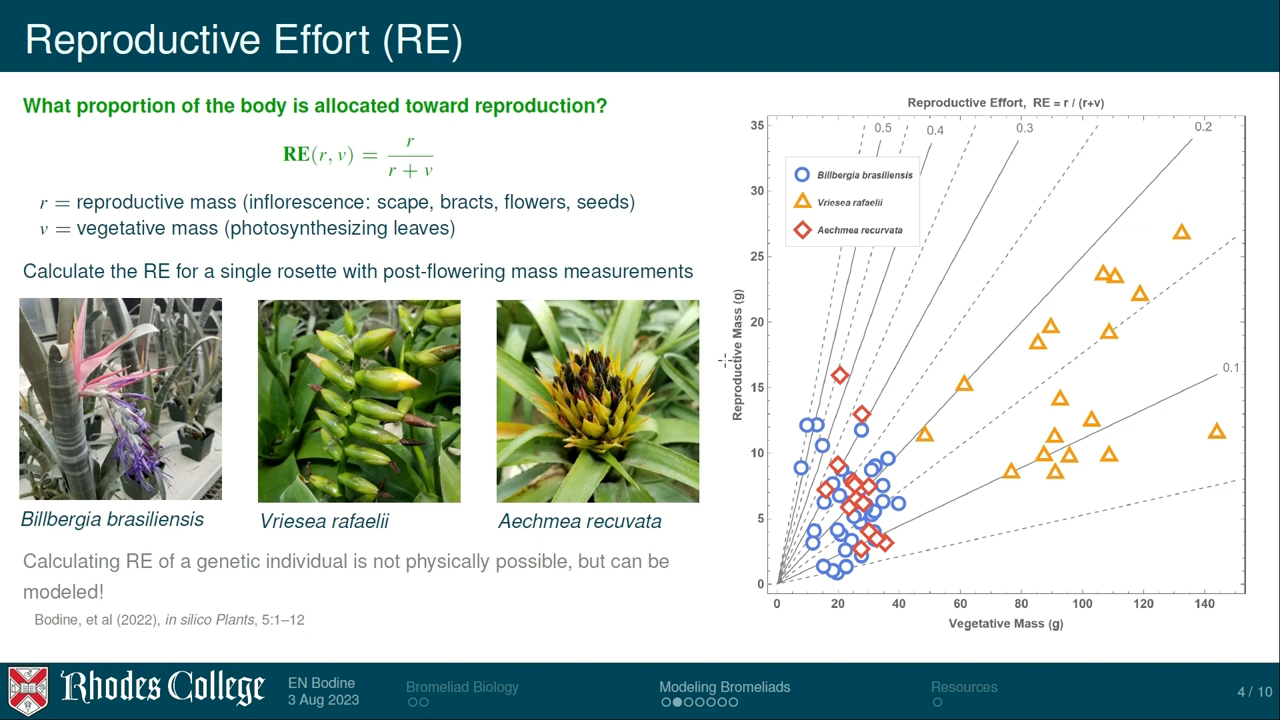 Reproductive Effort (RE)
What proportion of the body is allocated toward reproduction?
RE(r, v) = r / (r + v)
r = reproductive mass (inflorescence: scape, bracts, flowers, seeds)
v = vegetative mass (photosynthesizing leaves)
Calculate the RE for a single rosette with post-flowering mass measurements
Billbergia brasiliensis
Vriesea rafaelii
Aechmea recuvata
Calculating RE of a genetic individual is not physically possible, but can be
modeled!
Bodine, et al (2022), in silico Plants, 5:1–12
Reproductive Effort, RE = r / (r+v)
0.5
0.4
0.3
0.2
0.1
Billbergia brasiliensis
Vriesea rafaelii
Aechmea recurvata
35
30
25
20
15
10
5
0
Reproductive Mass (g)
0 20 40 60 80 100 120 140
Vegetative Mass (g)
Rhodes College
EN Bodine
3 Aug 2023
Bromeliad Biology
Modeling Bromeliads
Resources
4 / 10